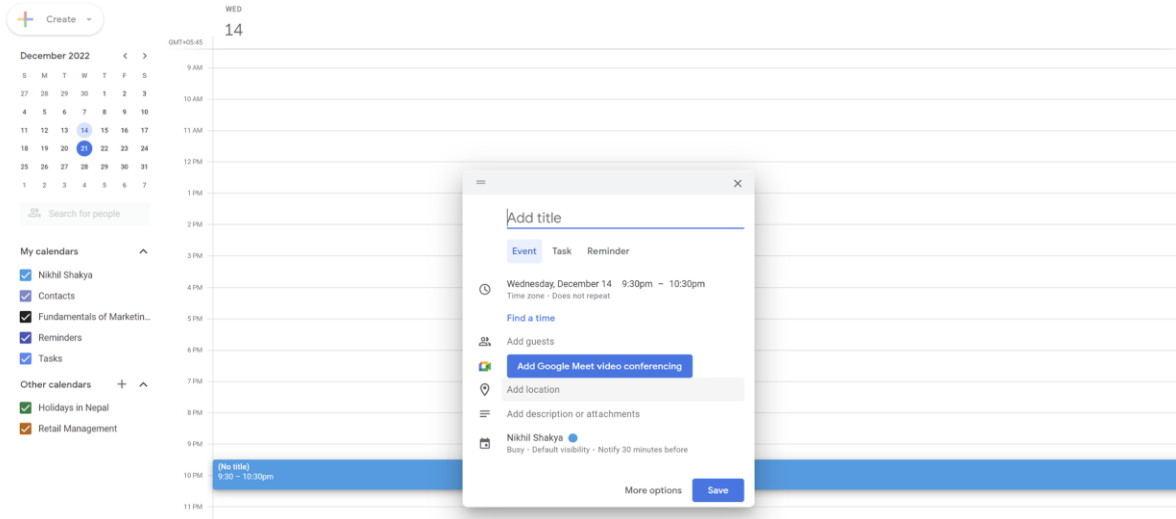 Create
December 2022
S M T W T F S
27 28 29 30 1 2 3
4 5 6 7 8 9 10
11 12 13 14 15 16 17
18 19 20 21 22 23 24
25 26 27 28 29 30 31
1 2 3 4 5 6 7
Search for people
My calendars
Nikhil Shakya
Contacts
Fundamentals of Marketin...
Reminders
Tasks
Other calendars
Holidays in Nepal
Retail Management
WED
14
GMT+05:45
9 AM
10 AM
11 AM
12 PM
1 PM
2 PM
3 PM
4 PM
5 PM
6 PM
7 PM
8 PM
9 PM
10 PM
11 PM
(No title)
9:30 – 10:30pm
Add title
Event Task Reminder
Wednesday, December 14 9:30pm – 10:30pm
Time zone · Does not repeat
Find a time
Add guests
Add Google Meet video conferencing
Add location
Add description or attachments
Nikhil Shakya
Busy · Default visibility · Notify 30 minutes before
More options Save